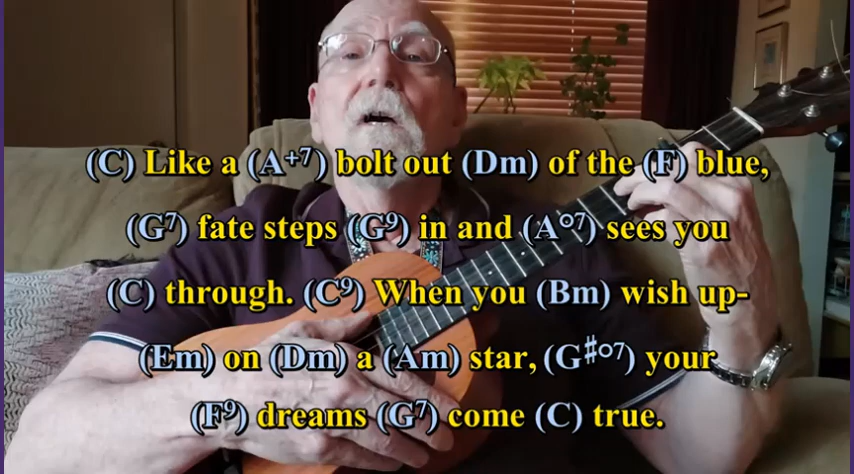 (C) Like a (A+7) bolt out (Dm) of the (F) blue,
(G7) fate steps (G9) in and (A°7) sees you
(C) through. (C9) When you (Bm) wish up-
(Em) on (Dm) a (Am) star, (G♯°7) your
(F9) dreams (G7) come (C) true.